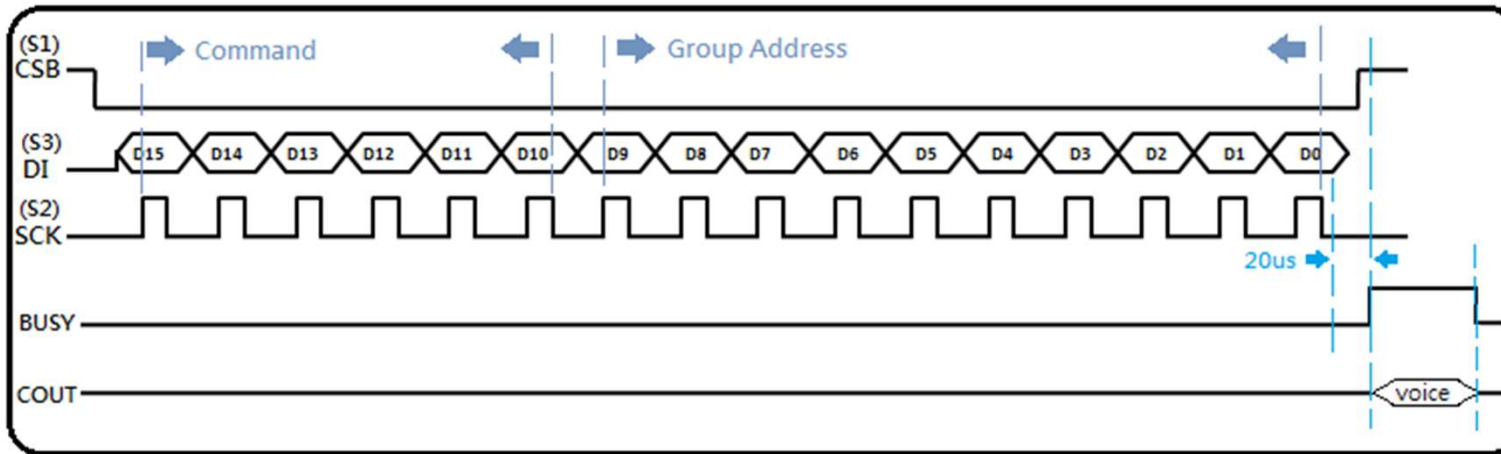 (S1)
CSB
Command
Group Address
(S3)
DI
D15 D14 D13 D12 D11 D10 D9 D8 D7 D6 D5 D4 D3 D2 D1 D0
(S2)
SCK
20us
BUSY
COUT
voice